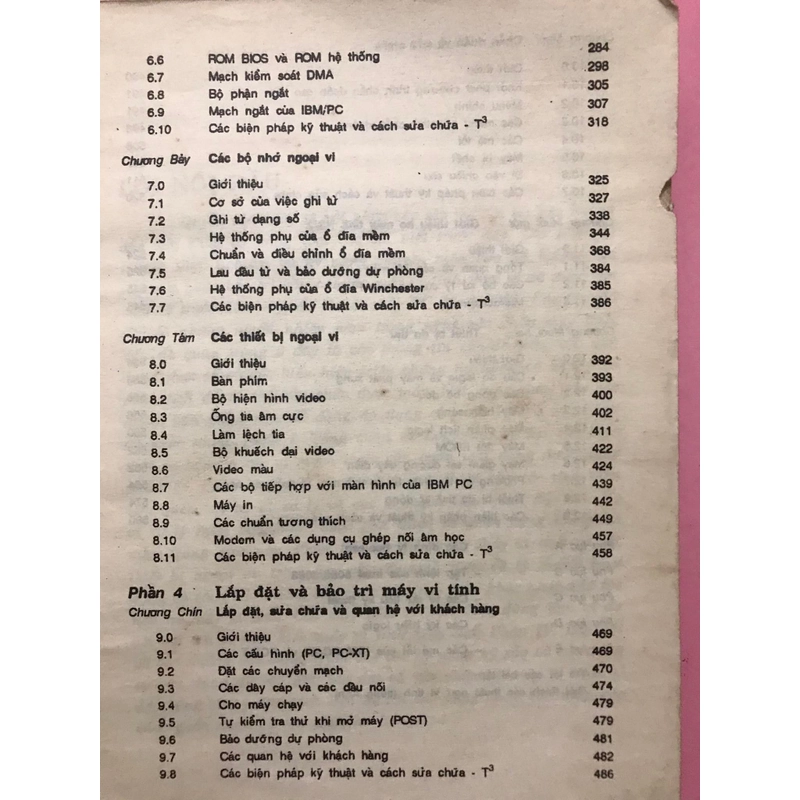 6.6 ROM BIOS và ROM hệ thống 284
6.7 Mạch kiểm soát DMA 298
6.8 Bộ phận ngắt 305
6.9 Mạch ngắt của IBM/PC 307
6.10 Các biện pháp kỹ thuật và cách sửa chữa - T³ 318
Chương Bảy Các bộ nhớ ngoại vi
7.0 Giới thiệu 325
7.1 Cơ sở của việc ghi từ 327
7.2 Ghi từ dạng số 338
7.3 Hệ thống phụ của ổ đĩa mềm 344
7.4 Chuẩn và điều chỉnh ổ đĩa mềm 368
7.5 Lau đầu từ và bảo dưỡng dự phòng 384
7.6 Hệ thống phụ của ổ đĩa Winchester 385
7.7 Các biện pháp kỹ thuật và cách sửa chữa - T³ 386
Chương Tám Các thiết bị ngoại vi
8.0 Giới thiệu 392
8.1 Bàn phím 393
8.2 Bộ hiện hình video 400
8.3 Ống tia âm cực 402
8.4 Làm lệch tia 411
8.5 Bộ khuếch đại video 422
8.6 Video màu 424
8.7 Các bộ tiếp hợp với màn hình của IBM PC 439
8.8 Máy in 442
8.9 Các chuẩn tương thích 449
8.10 Modem và các dụng cụ ghép nối âm học 457
8.11 Các biện pháp kỹ thuật và cách sửa chữa - T³ 458
Phần 4 Lắp đặt và bảo trì máy vi tính
Chương Chín Lắp đặt, sửa chữa và quan hệ với khách hàng
9.0 Giới thiệu 469
9.1 Các cấu hình (PC, PC-XT) 469
9.2 Đặt các chuyển mạch 470
9.3 Các dây cáp và các đầu nối 474
9.4 Cho máy chạy 479
9.5 Tự kiểm tra thử khi mở máy (POST) 479
9.6 Bảo dưỡng dự phòng 481
9.7 Các quan hệ với khách hàng 482
9.8 Các biện pháp kỹ thuật và cách sửa chữa - T³ 486